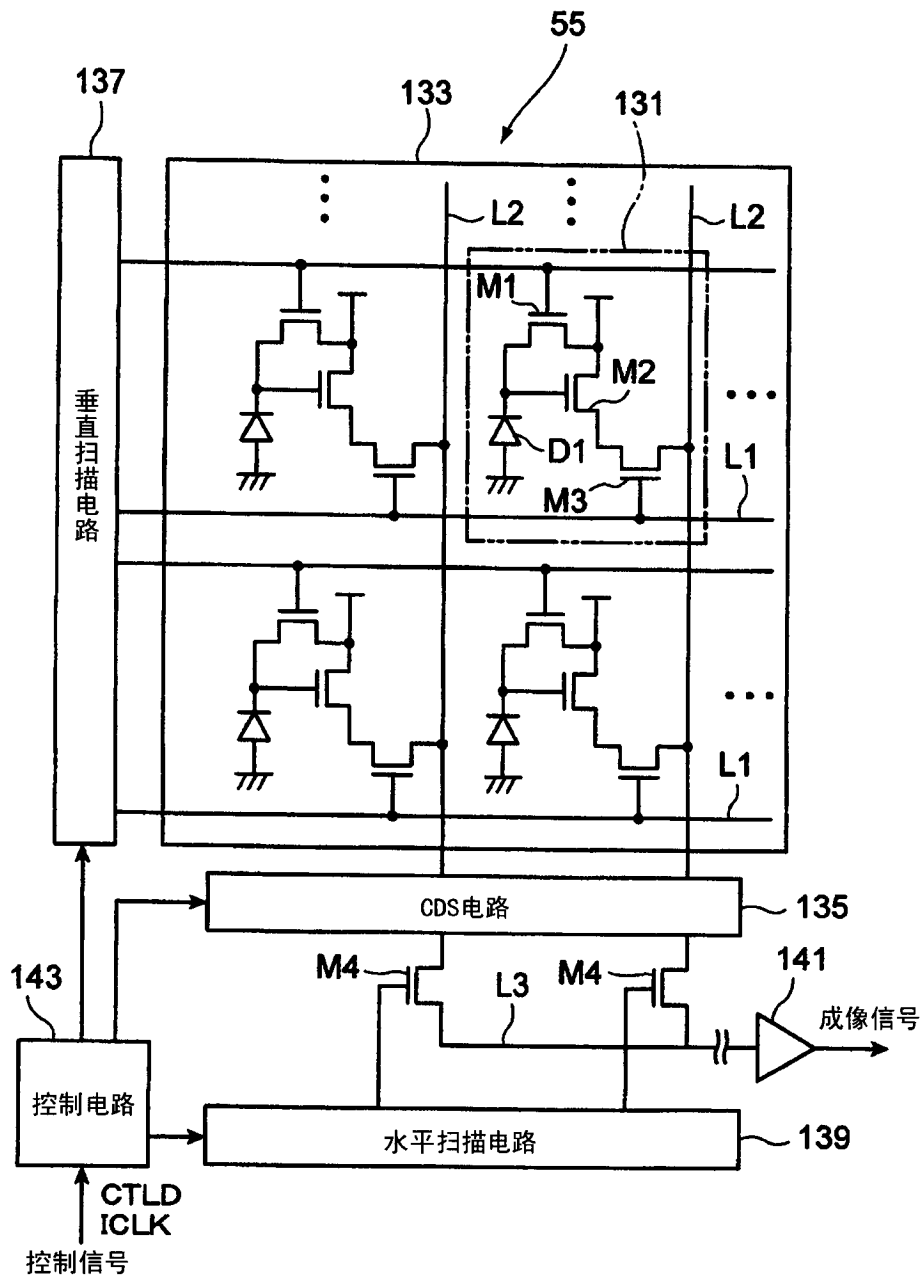 55
137
133
131
L2
L2
M1
M2
D1
M3
L1
垂直扫描电路
L1
CDS电路
135
M4
M4
141
L3
143
成像信号
控制电路
水平扫描电路
139
CTLD
ICLK
控制信号